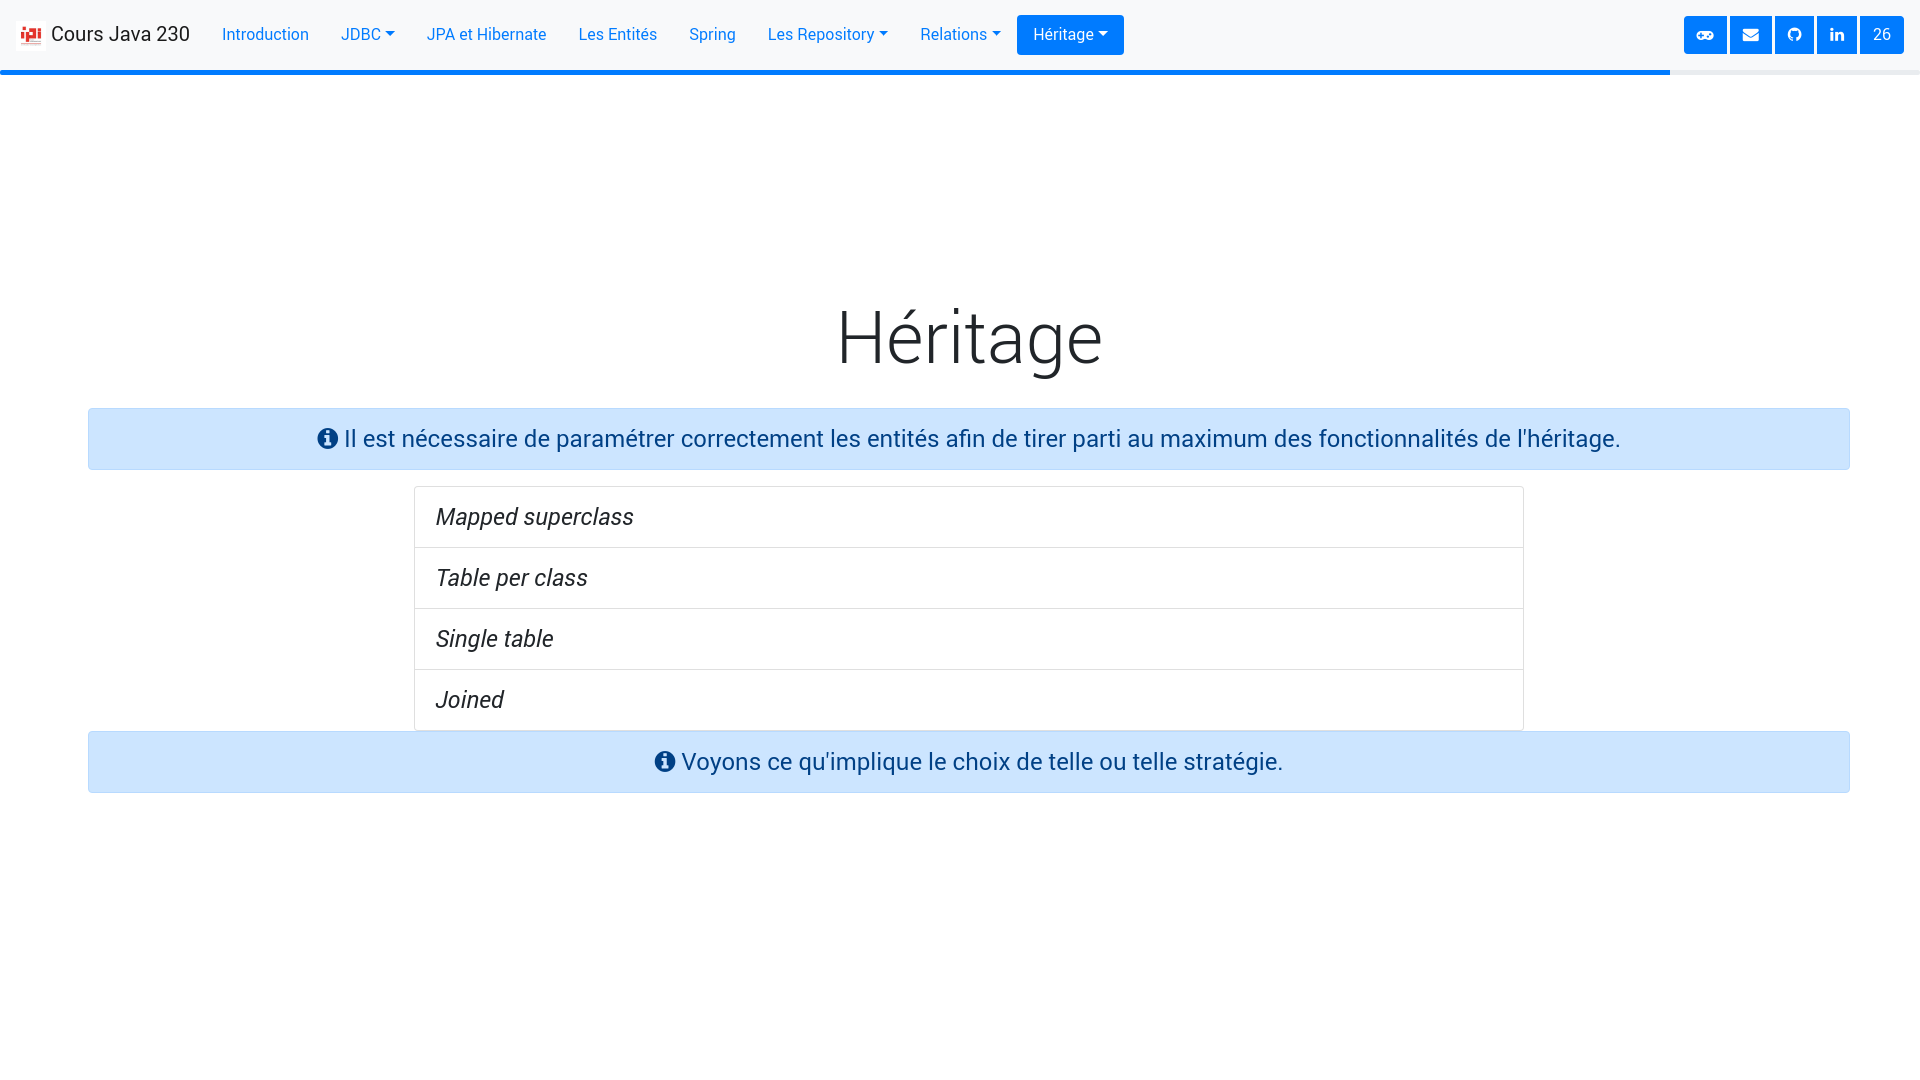 Cours Java 230 Introduction JDBC JPA et Hibernate Les Entités Spring Les Repository Relations Héritage 26
Héritage
Il est nécessaire de paramétrer correctement les entités afin de tirer parti au maximum des fonctionnalités de l'héritage.
Mapped superclass
Table per class
Single table
Joined
Voyons ce qu'implique le choix de telle ou telle stratégie.